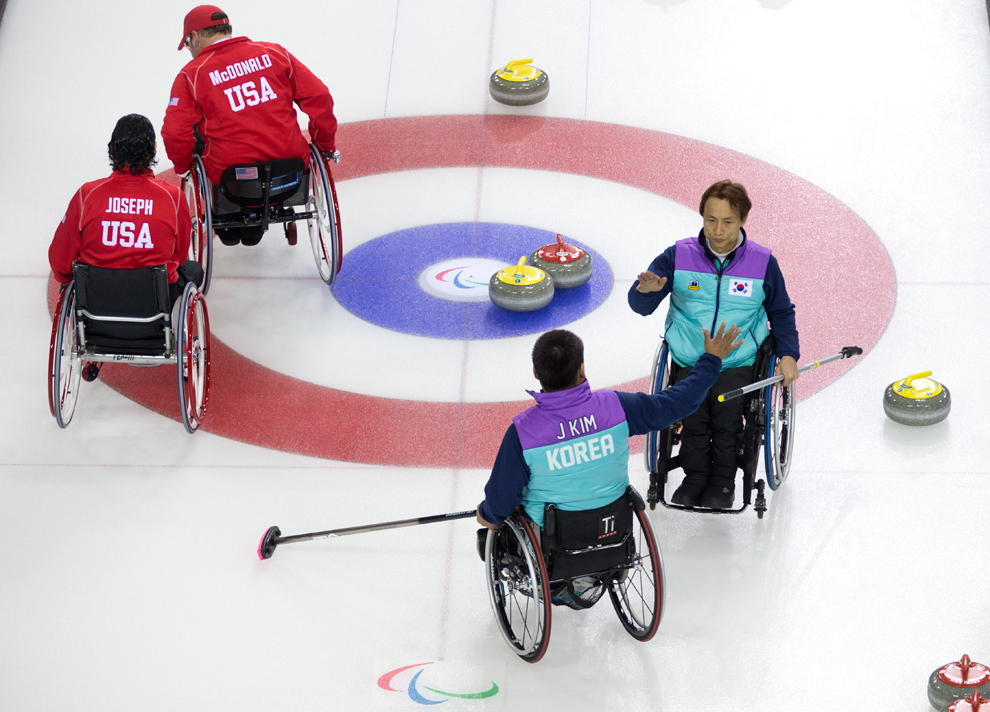 McDONALD
USA
JOSEPH
USA
J KIM
KOREA
Ti